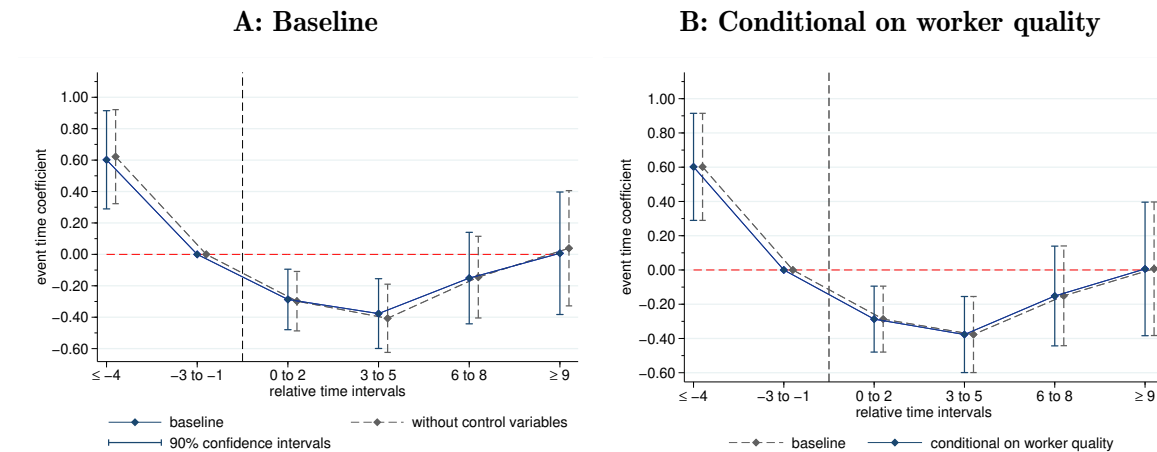 A: Baseline
event time coefficient
1.00
0.80
0.60
0.40
0.20
0.00
−0.20
−0.40
−0.60
≤ −4
−3 to −1
0 to 2
3 to 5
6 to 8
≥ 9
relative time intervals
baseline
without control variables
90% confidence intervals
B: Conditional on worker quality
event time coefficient
1.00
0.80
0.60
0.40
0.20
0.00
−0.20
−0.40
−0.60
≤ −4
−3 to −1
0 to 2
3 to 5
6 to 8
≥ 9
relative time intervals
baseline
conditional on worker quality